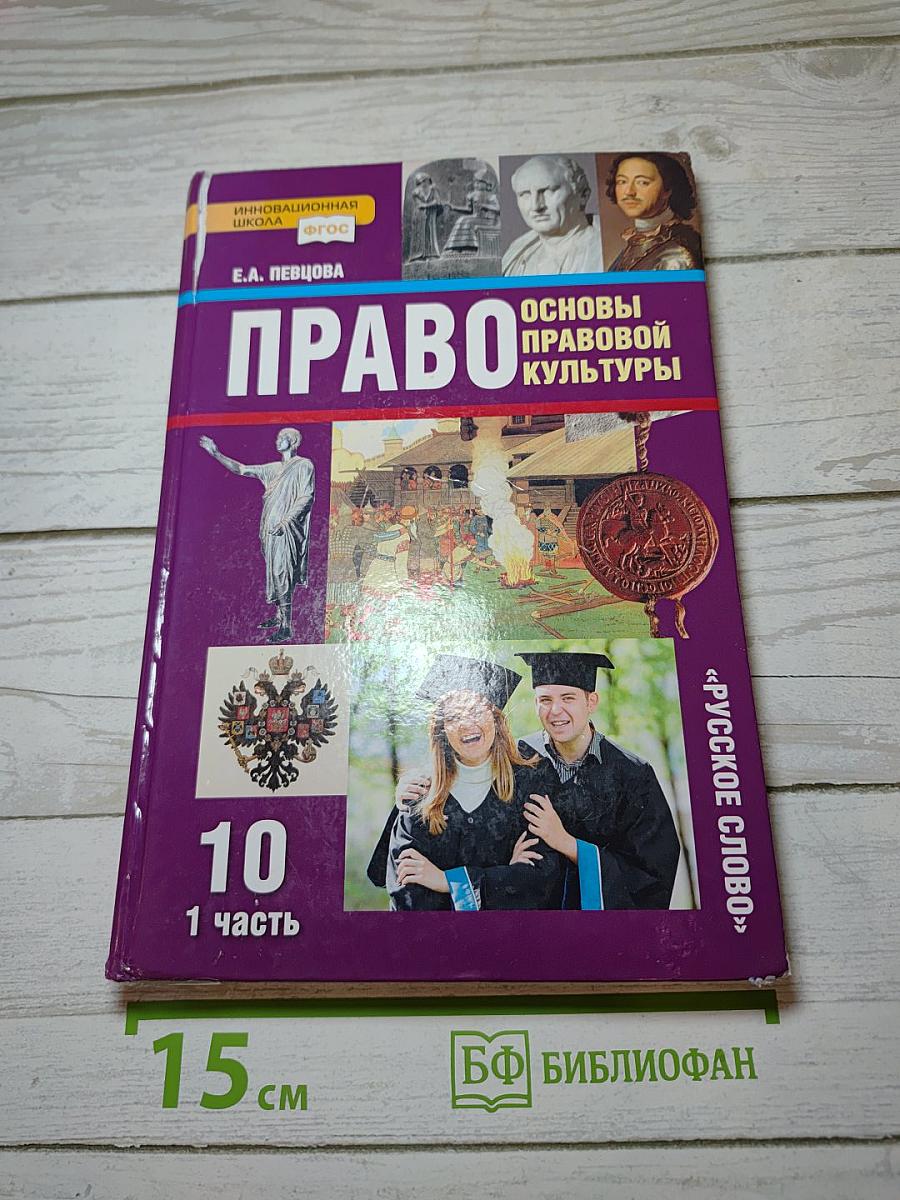 ИННОВАЦИОННАЯ
ШКОЛА
ФГОС
Е.А. ПЕВЦОВА
ПРАВО
ОСНОВЫ
ПРАВОВОЙ
КУЛЬТУРЫ
10
1 часть
«РУССКОЕ СЛОВО»
15 см
БФ БИБЛИОФАН